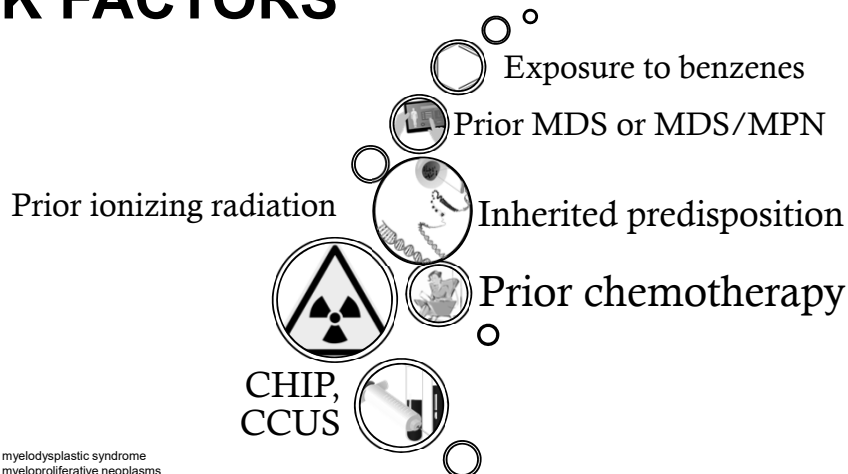 K FACTORS
Exposure to benzenes
Prior MDS or MDS/MPN
Prior ionizing radiation
Inherited predisposition
Prior chemotherapy
CHIP,
CCUS
myelodysplastic syndrome
myeloproliferative neoplasms